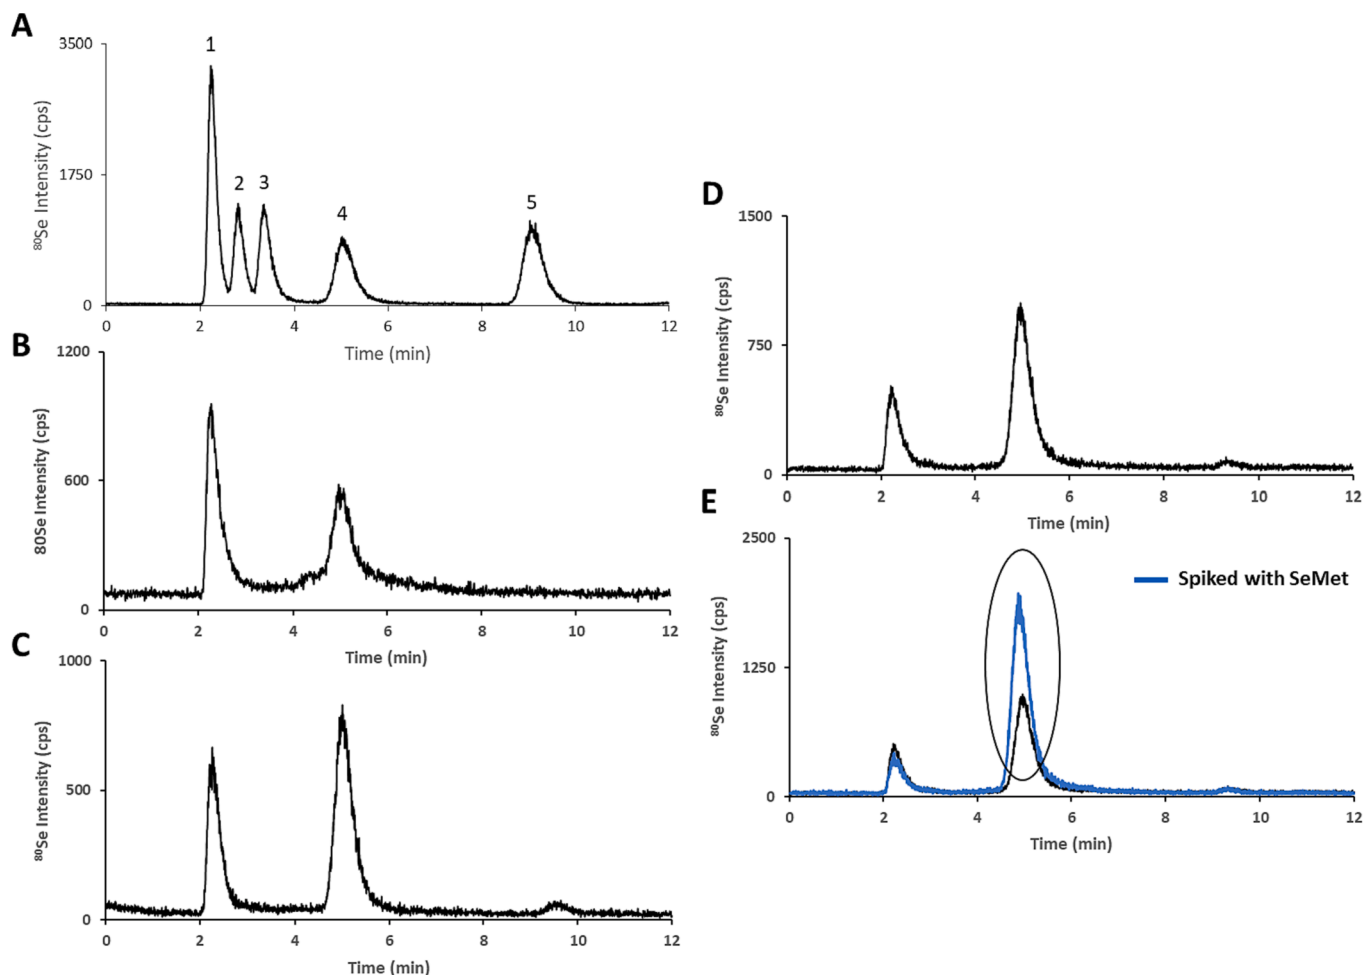 A
3500
1750
0
⁸⁰Se Intensity (cps)
1
2
3
4
5
0 2 4 6 8 10 12
Time (min)
B
1200
600
0
80Se Intensity (cps)
0 2 4 6 8 10 12
Time (min)
C
1000
500
0
⁸⁰Se Intensity (cps)
0 2 4 6 8 10 12
Time (min)
D
1500
750
0
⁸⁰Se Intensity (cps)
0 2 4 6 8 10 12
Time (min)
E
2500
1250
0
⁸⁰Se Intensity (cps)
Spiked with SeMet
0 2 4 6 8 10 12
Time (min)